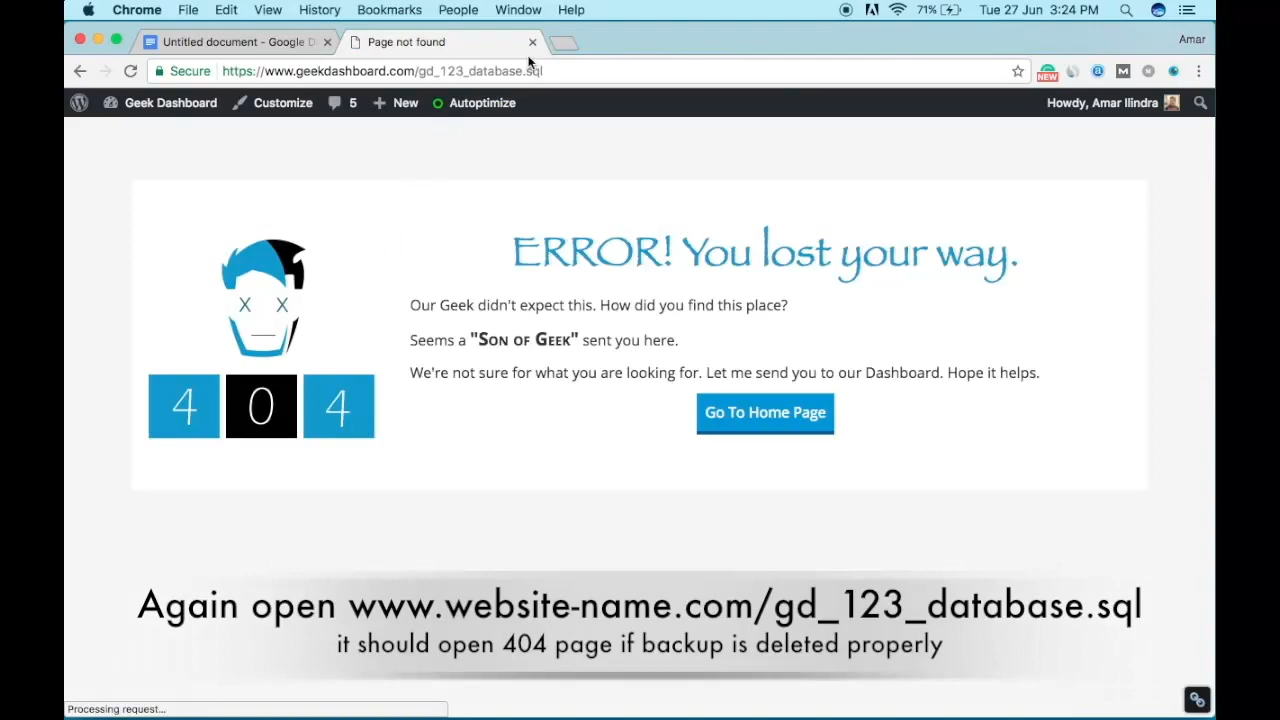 Chrome File Edit View History Bookmarks People Window Help 71% Tue 27 Jun 3:24 PM
Untitled document - Google D Page not found Amar
Secure https://www.geekdashboard.com/gd_123_database.sql NEW
Geek Dashboard Customize 5 New Autoptimize Howdy, Amar Ilindra
ERROR! You lost your way.
Our Geek didn't expect this. How did you find this place?
Seems a "SON OF GEEK" sent you here.
We're not sure for what you are looking for. Let me send you to our Dashboard. Hope it helps.
Go To Home Page
4 0 4
Again open www.website-name.com/gd_123_database.sql
it should open 404 page if backup is deleted properly
Processing request...